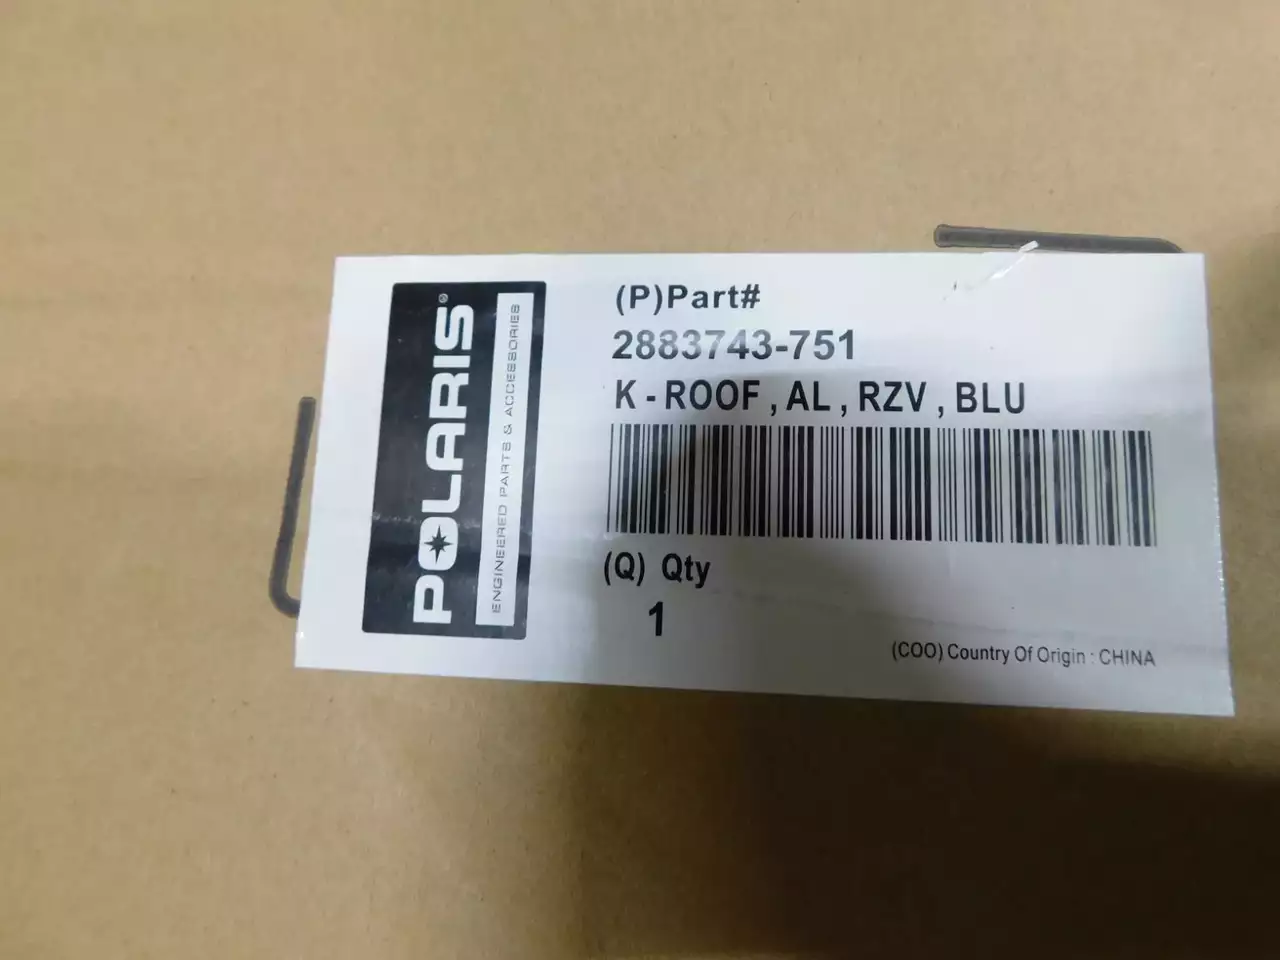 POLARIS®
ENGINEERED PARTS & ACCESSORIES
(P)Part#
2883743-751
K-ROOF, AL, RZV, BLU
(Q) Qty
1
(COO) Country Of Origin : CHINA